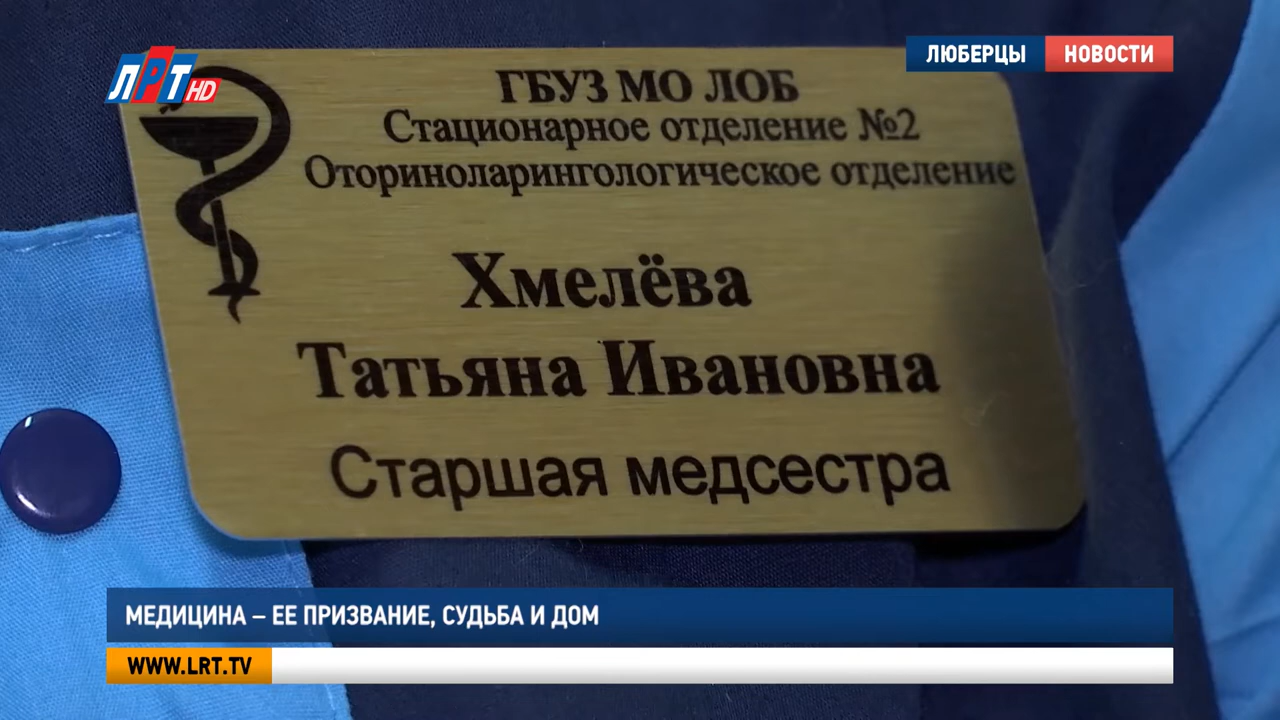 ЛРТ HD
ЛЮБЕРЦЫ НОВОСТИ
ГБУЗ МО ЛОБ
Стационарное отделение №2
Оториноларингологическое отделение
Хмелёва
Татьяна Ивановна
Старшая медсестра
МЕДИЦИНА – ЕЕ ПРИЗВАНИЕ, СУДЬБА И ДОМ
WWW.LRT.TV